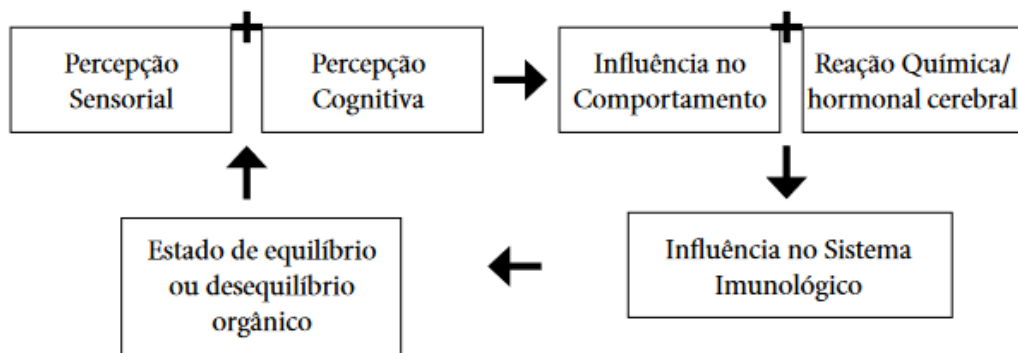 Percepção
Sensorial
+
Percepção
Cognitiva
Influência no
Comportamento
+
Reação Química/
hormonal cerebral
Influência no Sistema
Imunológico
Estado de equilíbrio
ou desequilíbrio
orgânico